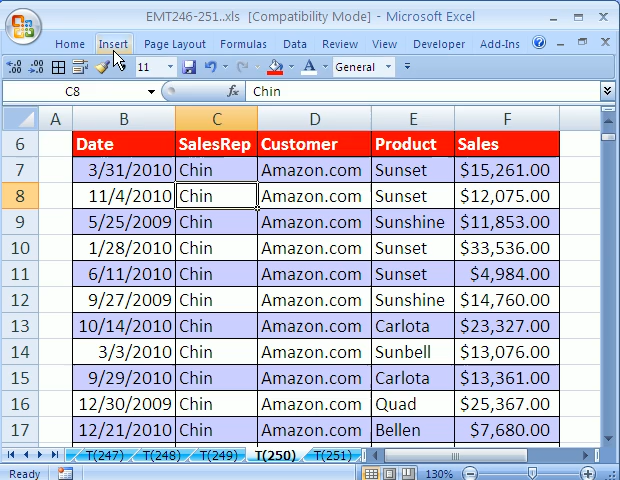 EMT246-251..xls [Compatibility Mode] - Microsoft Excel
Home Insert Page Layout Formulas Data Review View Developer Add-Ins
11 General
C8 fx Chin
A B C D E F
6 Date SalesRep Customer Product Sales
7 3/31/2010 Chin Amazon.com Sunset $15,261.00
8 11/4/2010 Chin Amazon.com Sunset $12,075.00
9 5/25/2009 Chin Amazon.com Sunshine $11,853.00
10 1/28/2010 Chin Amazon.com Sunset $33,536.00
11 6/11/2010 Chin Amazon.com Sunset $4,984.00
12 9/27/2009 Chin Amazon.com Sunshine $14,760.00
13 10/14/2010 Chin Amazon.com Carlota $23,327.00
14 3/3/2010 Chin Amazon.com Sunbell $13,076.00
15 9/29/2010 Chin Amazon.com Carlota $13,361.00
16 12/30/2009 Chin Amazon.com Quad $25,367.00
17 12/21/2010 Chin Amazon.com Bellen $7,680.00
T(247) T(248) T(249) T(250) T(251)
Ready 130%